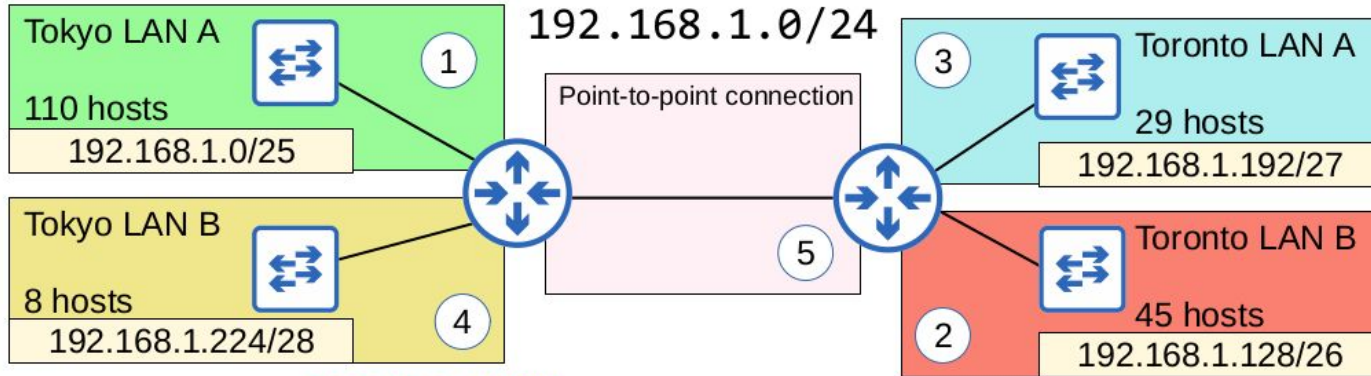 192.168.1.0/24
Tokyo LAN A
1
110 hosts
192.168.1.0/25
Point-to-point connection
5
3
Toronto LAN A
29 hosts
192.168.1.192/27
Tokyo LAN B
8 hosts
4
192.168.1.224/28
Toronto LAN B
45 hosts
2
192.168.1.128/26